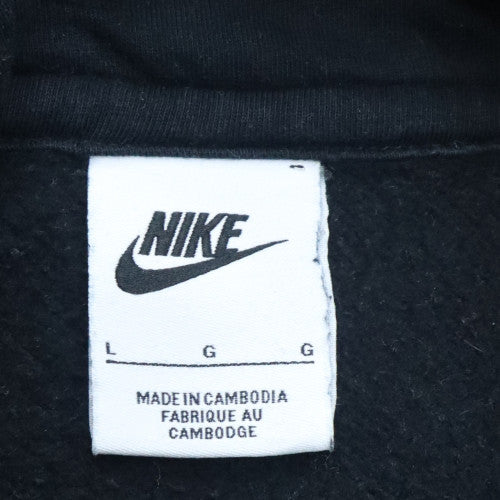 NIKE
L G G
MADE IN CAMBODIA
FABRIQUE AU
CAMBODGE